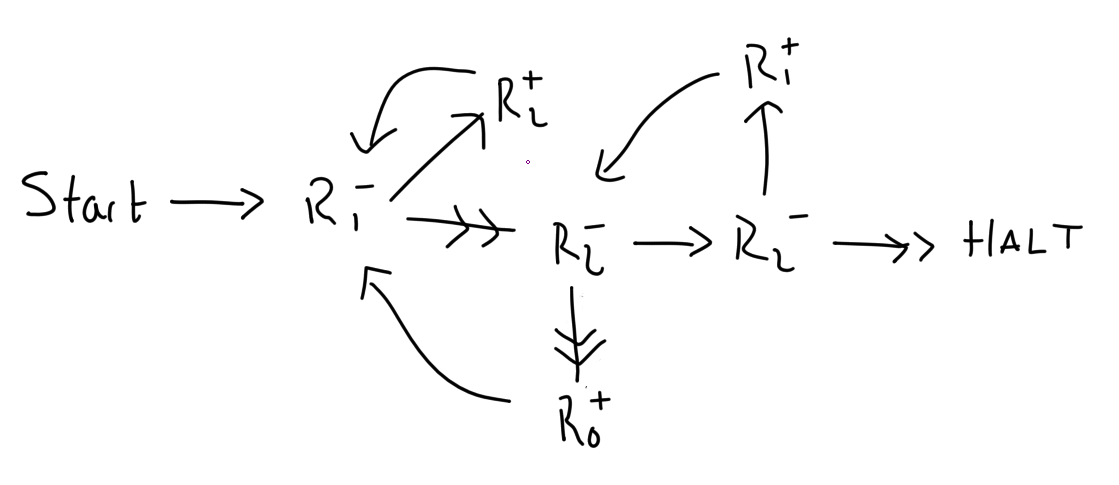 R₁⁺
R₂⁺
Start → R₁⁻ ↠ R₂⁻ → R₂⁻ ↠ HALT
R₀⁺